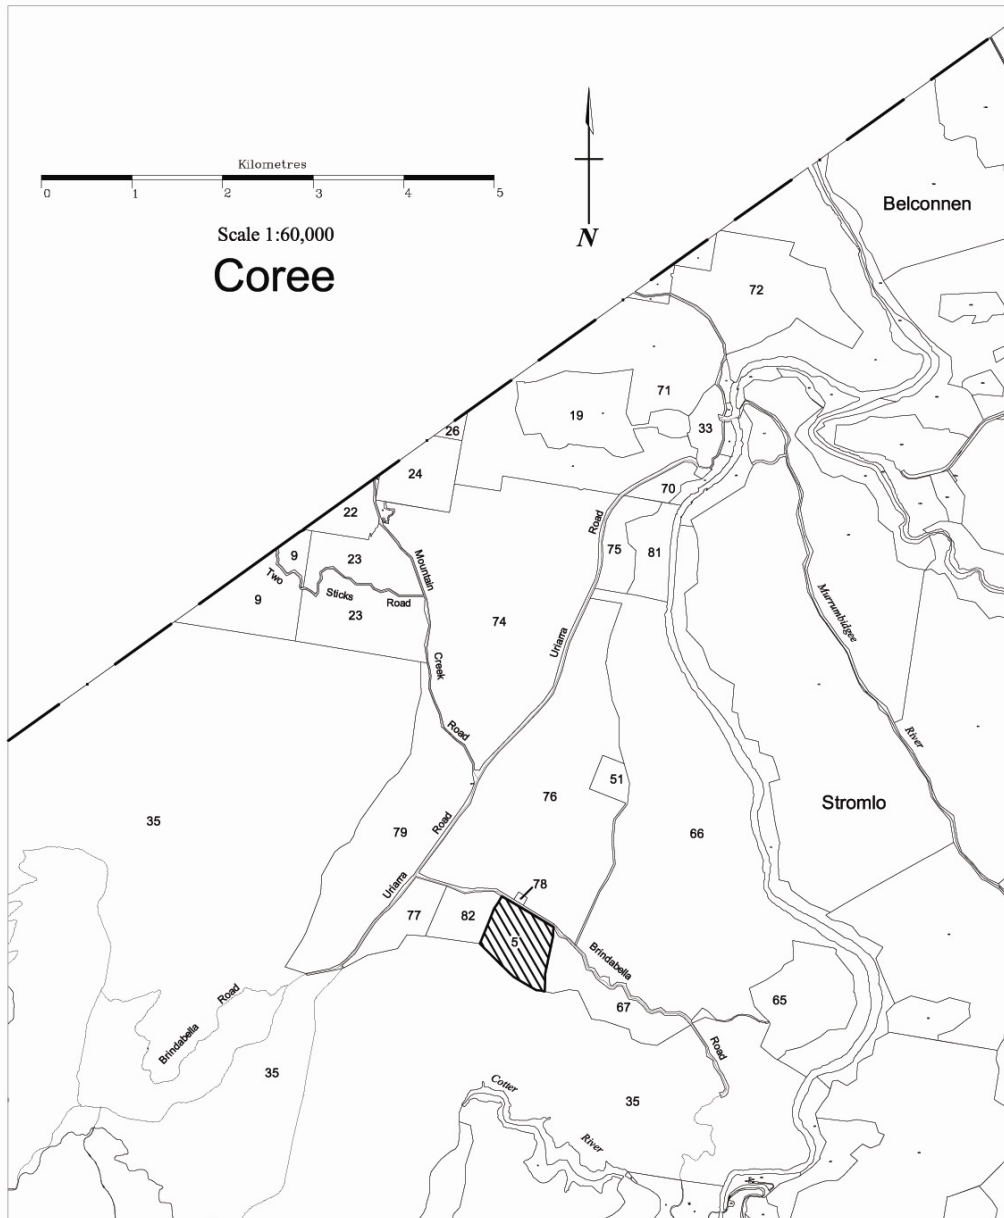 Kilometres
0 1 2 3 4 5
Scale 1:60,000
Coree
N
Belconnen
72
71
19
33
26
24
70
22
75
81
9
23
Mountain
Two
Sticks
Road
9
23
74
Uriarra
Road
Murrumbidgee
Creek
Road
River
51
76
Stromlo
35
79
Road
66
Uriarra
78
77
82
5
Brindabella
65
67
Road
Brindabella
Road
35
35
Cotter
River